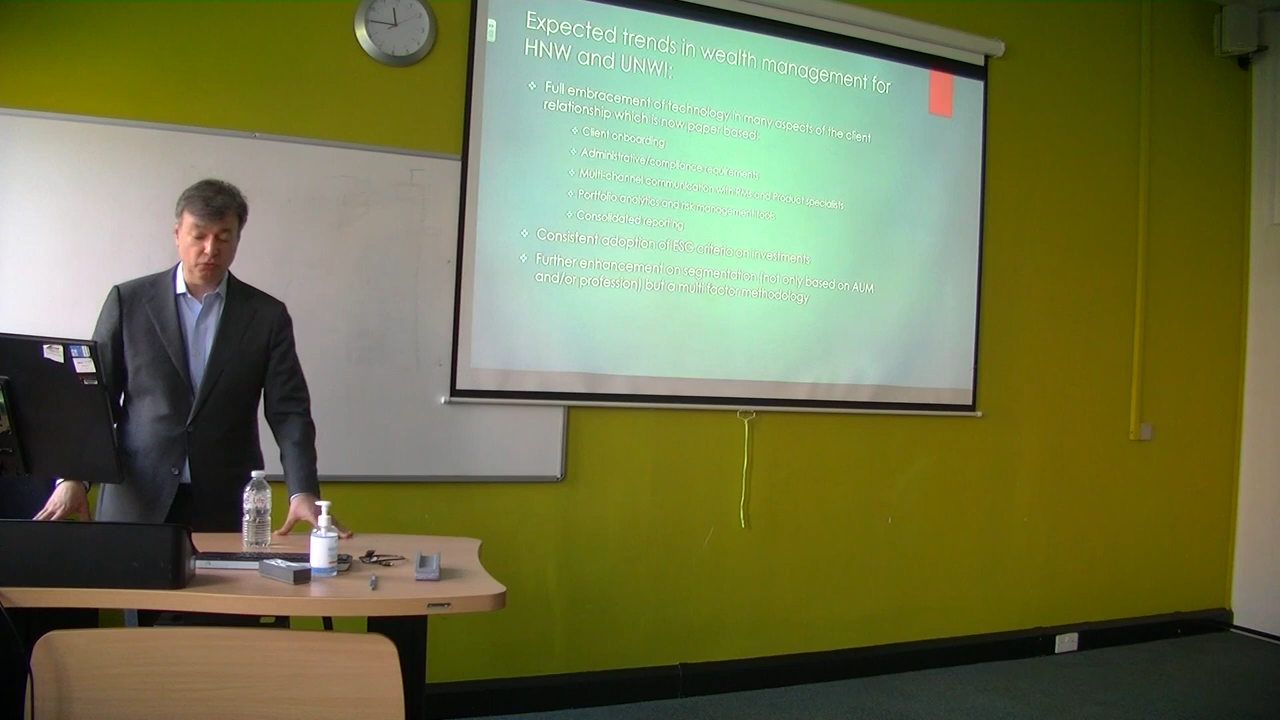 Expected trends in wealth management for
HNW and UNWI:
Full embracement of technology in many aspects of the client
relationship which is now paper based:
Client onboarding
Administrative/compliance requirements
Multi-channel communication with RMs and Product specialists
Portfolio analytics and risk management tools
Consolidated reporting
Consistent adoption of ESG criteria on investments
Further enhancement on segmentation (not only based on AUM
and/or profession) but a multi factor methodology